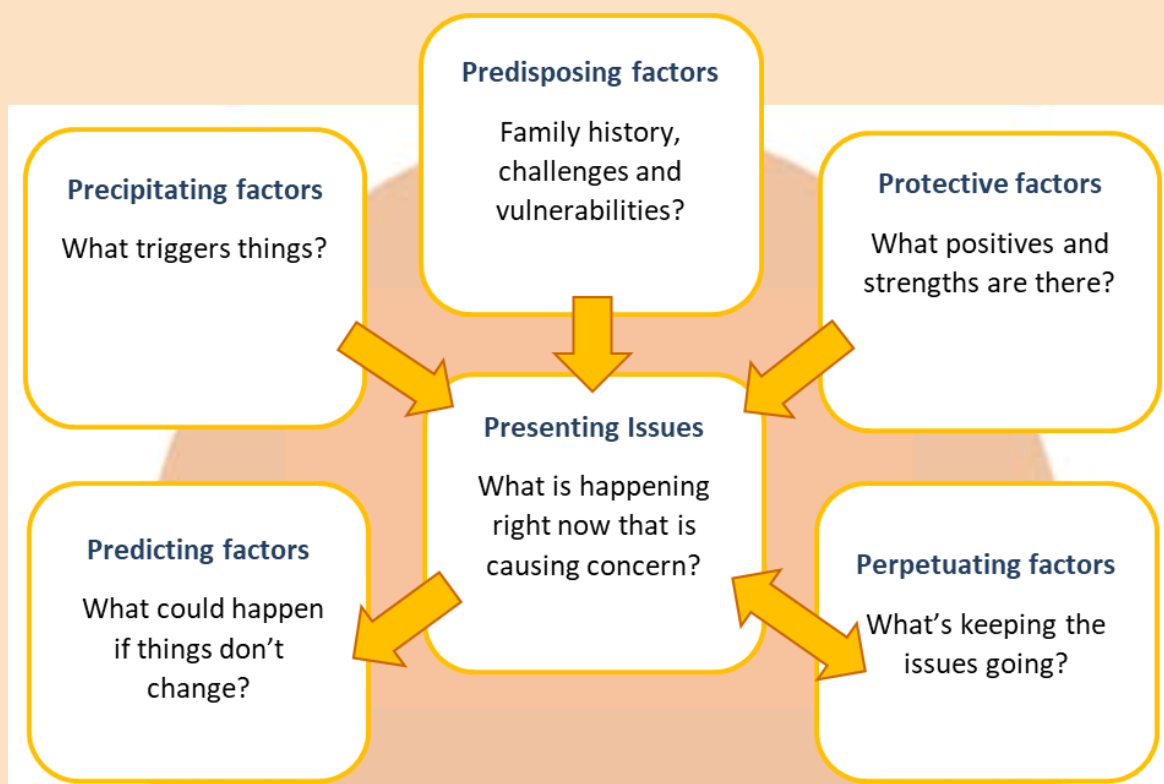 Predisposing factors
Family history,
challenges and
vulnerabilities?
Precipitating factors
What triggers things?
Protective factors
What positives and
strengths are there?
Presenting Issues
What is happening
right now that is
causing concern?
Predicting factors
What could happen
if things don’t
change?
Perpetuating factors
What’s keeping the
issues going?